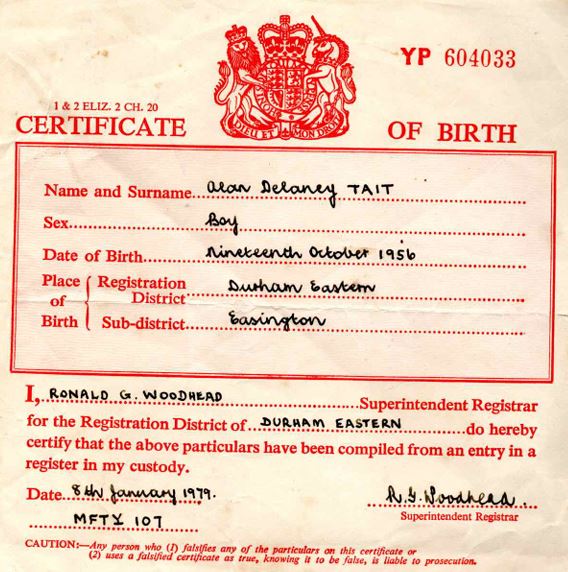 YP 604033
1 & 2 ELIZ. 2 CH. 20
CERTIFICATE OF BIRTH
DIEU ET MON DROIT
Name and Surname Alan Delaney TAIT
Sex Boy
Date of Birth Nineteenth October 1956
Place of Birth { Registration District Durham Eastern
Sub-district Easington
I, RONALD G. WOODHEAD Superintendent Registrar
for the Registration District of DURHAM EASTERN do hereby
certify that the above particulars have been compiled from an entry in a
register in my custody.
Date 8th January 1979. R. G. Woodhead.
Superintendent Registrar
MFTY 107
CAUTION:—Any person who (1) falsifies any of the particulars on this certificate or
(2) uses a falsified certificate as true, knowing it to be false, is liable to prosecution.